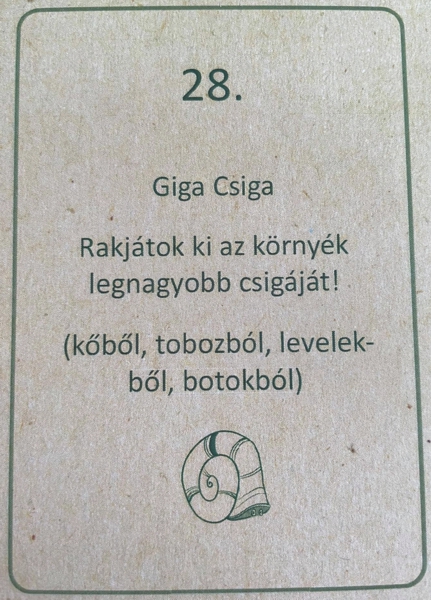 28.
Giga Csiga
Rakjátok ki az környék
legnagyobb csigáját!
(kőből, tobozból, levelek-
ből, botokból)